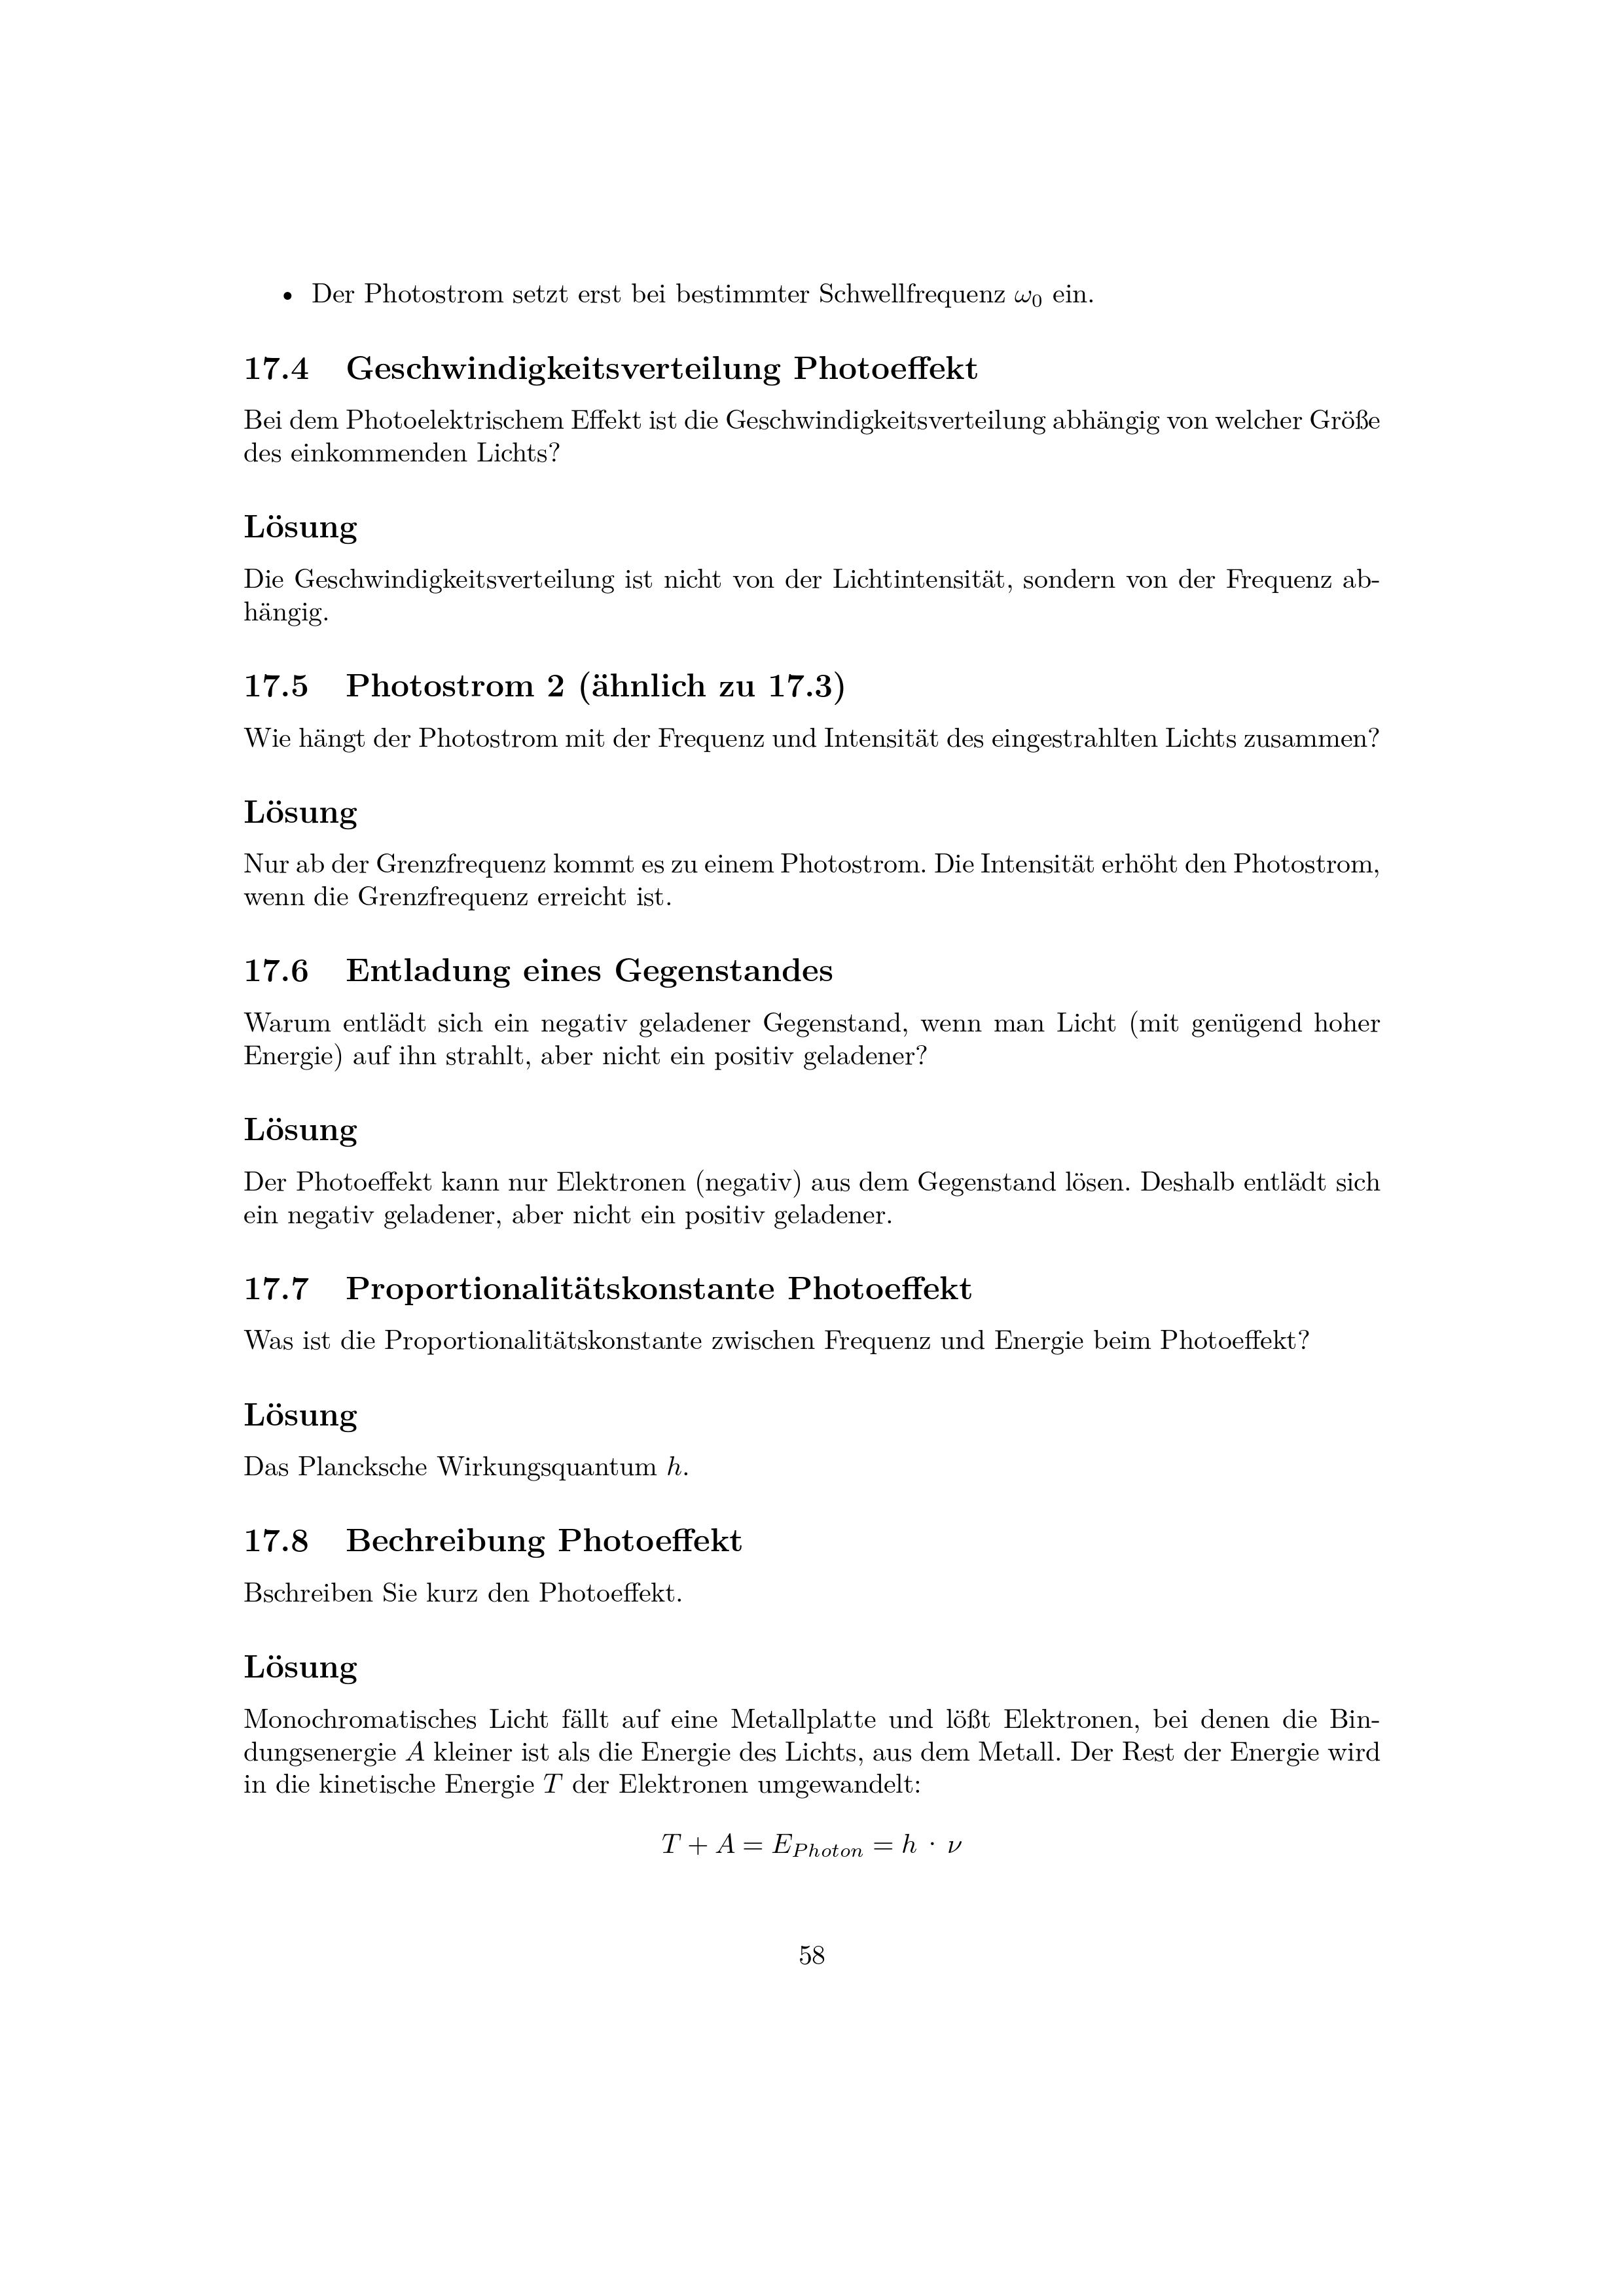 • Der Photostrom setzt erst bei bestimmter Schwellfrequenz ω₀ ein.
17.4 Geschwindigkeitsverteilung Photoeffekt
Bei dem Photoelektrischem Effekt ist die Geschwindigkeitsverteilung abhängig von welcher Größe
des einkommenden Lichts?
Lösung
Die Geschwindigkeitsverteilung ist nicht von der Lichtintensität, sondern von der Frequenz ab-
hängig.
17.5 Photostrom 2 (ähnlich zu 17.3)
Wie hängt der Photostrom mit der Frequenz und Intensität des eingestrahlten Lichts zusammen?
Lösung
Nur ab der Grenzfrequenz kommt es zu einem Photostrom. Die Intensität erhöht den Photostrom,
wenn die Grenzfrequenz erreicht ist.
17.6 Entladung eines Gegenstandes
Warum entlädt sich ein negativ geladener Gegenstand, wenn man Licht (mit genügend hoher
Energie) auf ihn strahlt, aber nicht ein positiv geladener?
Lösung
Der Photoeffekt kann nur Elektronen (negativ) aus dem Gegenstand lösen. Deshalb entlädt sich
ein negativ geladener, aber nicht ein positiv geladener.
17.7 Proportionalitätskonstante Photoeffekt
Was ist die Proportionalitätskonstante zwischen Frequenz und Energie beim Photoeffekt?
Lösung
Das Plancksche Wirkungsquantum h.
17.8 Bechreibung Photoeffekt
Bschreiben Sie kurz den Photoeffekt.
Lösung
Monochromatisches Licht fällt auf eine Metallplatte und lößt Elektronen, bei denen die Bin-
dungsenergie A kleiner ist als die Energie des Lichts, aus dem Metall. Der Rest der Energie wird
in die kinetische Energie T der Elektronen umgewandelt:
T + A = E_{Photon} = h · ν
58